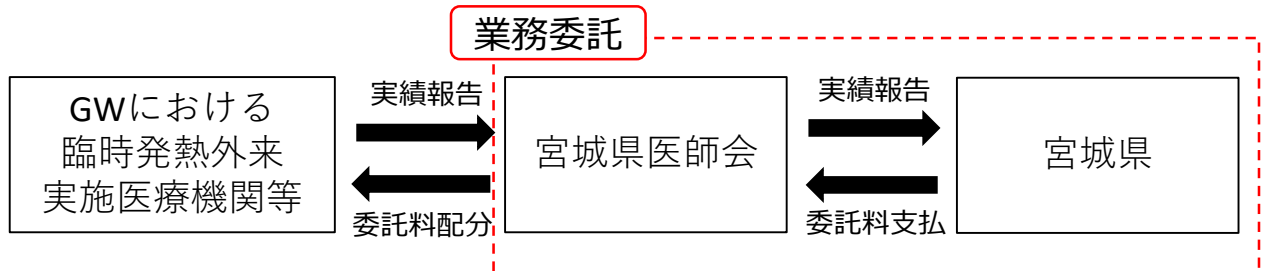 業務委託
GWにおける
臨時発熱外来
実施医療機関等
実績報告
委託料配分
宮城県医師会
実績報告
委託料支払
宮城県